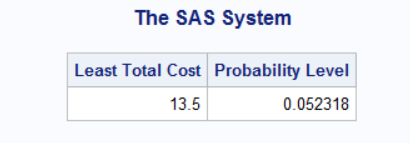 The SAS System
Least Total Cost Probability Level
13.5 0.052318